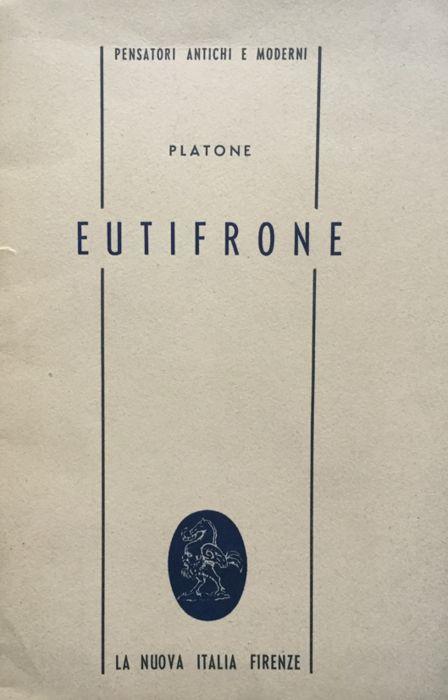 PENSATORI ANTICHI E MODERNI
PLATONE
EUTIFRONE
LA NUOVA ITALIA FIRENZE